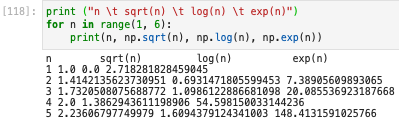 [118]: print ("n \t sqrt(n) \t log(n) \t exp(n)")
for n in range(1, 6):
    print(n, np.sqrt(n), np.log(n), np.exp(n))
n        sqrt(n)         log(n)          exp(n)
1 1.0 0.0 2.718281828459045
2 1.4142135623730951 0.6931471805599453 7.38905609893065
3 1.7320508075688772 1.0986122886681098 20.085536923187668
4 2.0 1.3862943611198906 54.598150033144236
5 2.23606797749979 1.6094379124341003 148.4131591025766